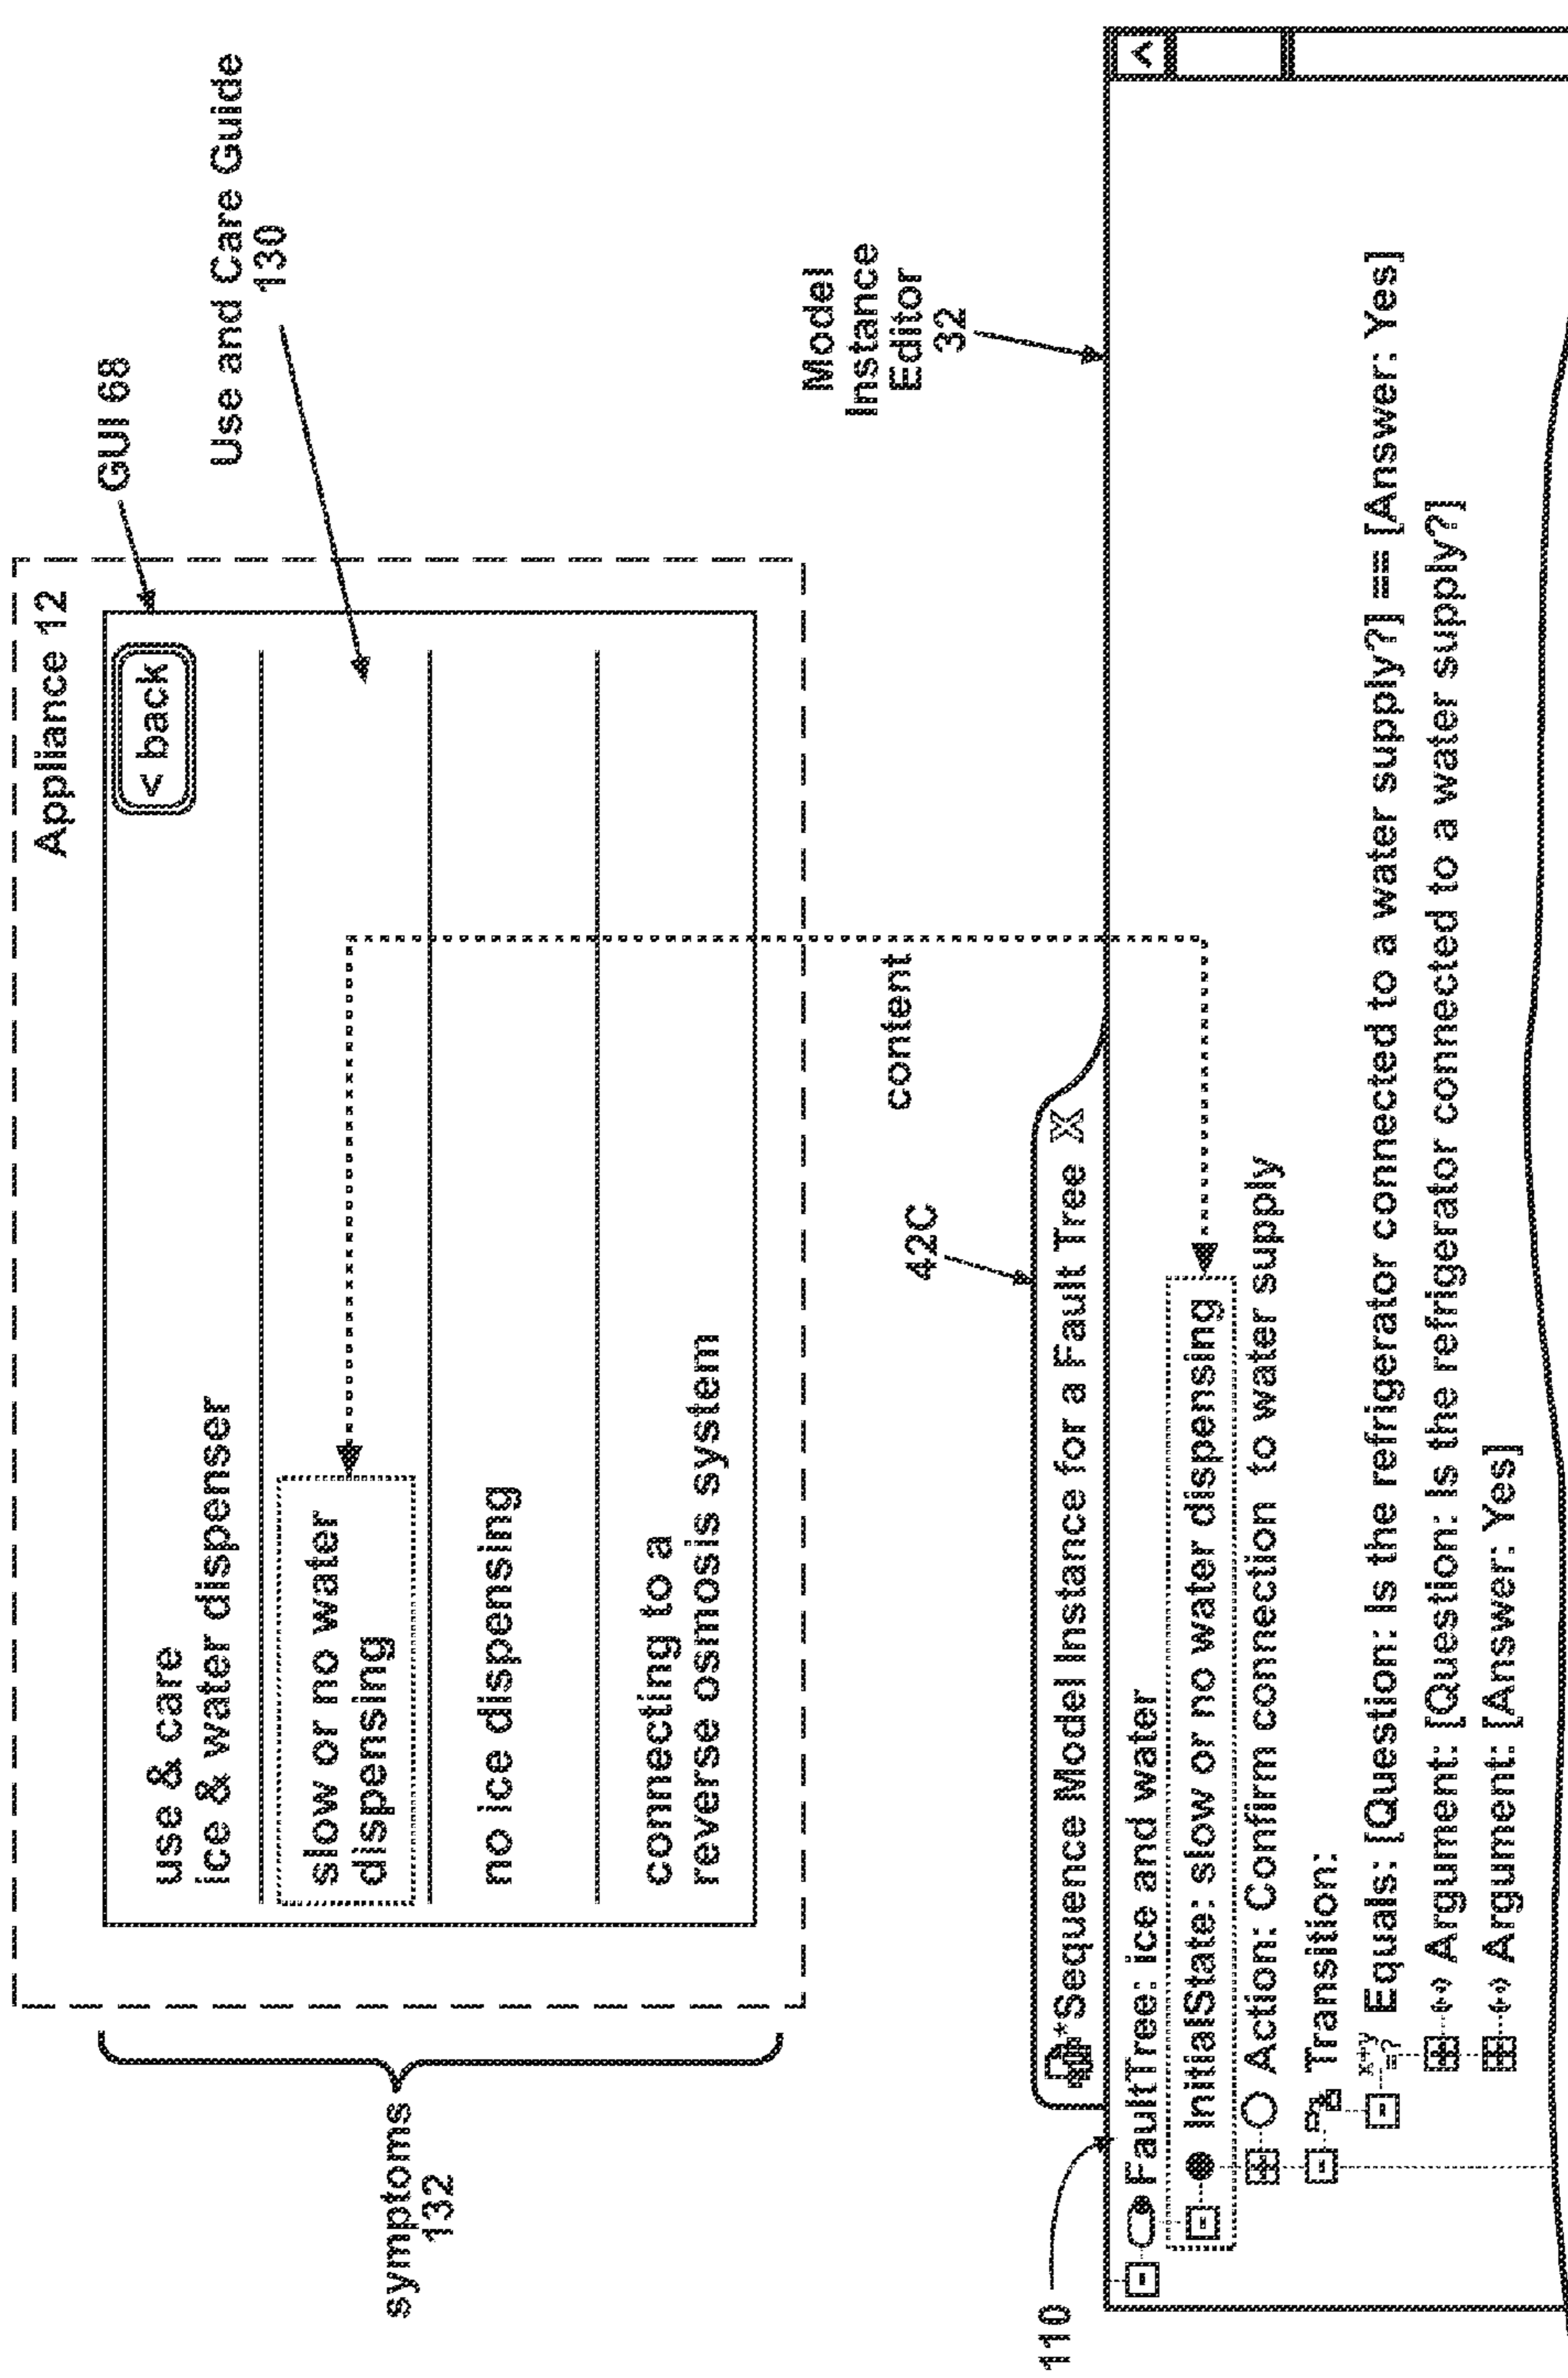 Appliance 12
GUI 68
< back
Use and Care Guide
130
use & care
ice & water dispenser
slow or no water
dispensing
no ice dispensing
connecting to a
reverse osmosis system
symptoms
132
content
Model
Instance
Editor
32
42C
110
*Sequence Model Instance for a Fault Tree X
FaultTree: ice and water
InitialState: slow or no water dispensing
Action: Confirm connection to water supply
Transition:
x+y
=? Equals: [Question: Is the refrigerator connected to a water supply?] == [Answer: Yes]
(•) Argument: [Question: Is the refrigerator connected to a water supply?]
(•) Argument: [Answer: Yes]